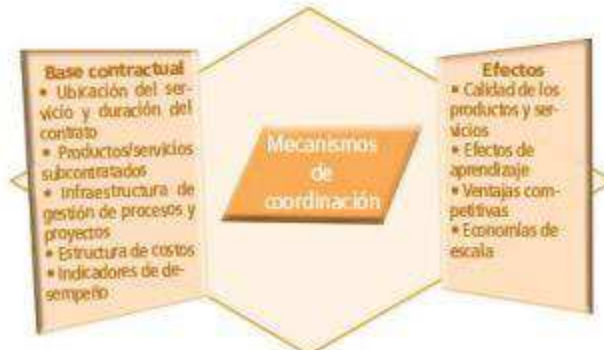 Base contractual
• Ubicación del ser-
vicio y duración del
contrato
• Productos/servicios
subcontratados
• Infraestructura de
gestión de procesos y
proyectos
• Estructura de costos
• Indicadores de de-
sempeño
Mecanismos
de
coordinación
Efectos
• Calidad de los
productos y ser-
vicios
• Efectos de
aprendizaje
• Ventajas com-
petitivas
• Economías de
escala